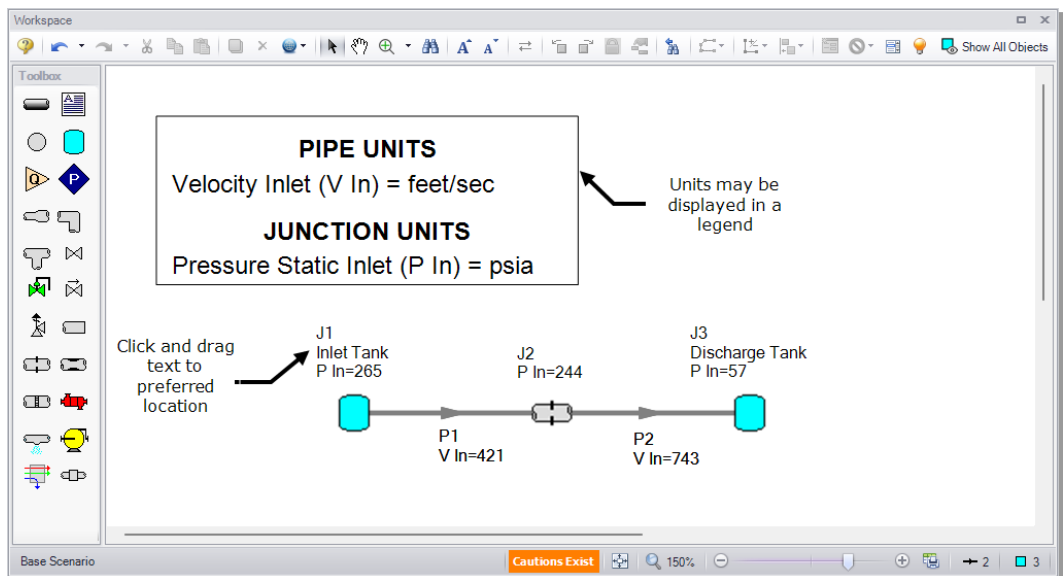 Workspace
Show All Objects
Toolbox
A
Q
P
PIPE UNITS
Velocity Inlet (V In) = feet/sec
JUNCTION UNITS
Pressure Static Inlet (P In) = psia
Units may be
displayed in a
legend
Click and drag
text to
preferred
location
J1
Inlet Tank
P In=265
J2
P In=244
J3
Discharge Tank
P In=57
P1
V In=421
P2
V In=743
Base Scenario
Cautions Exist
150%
2
3